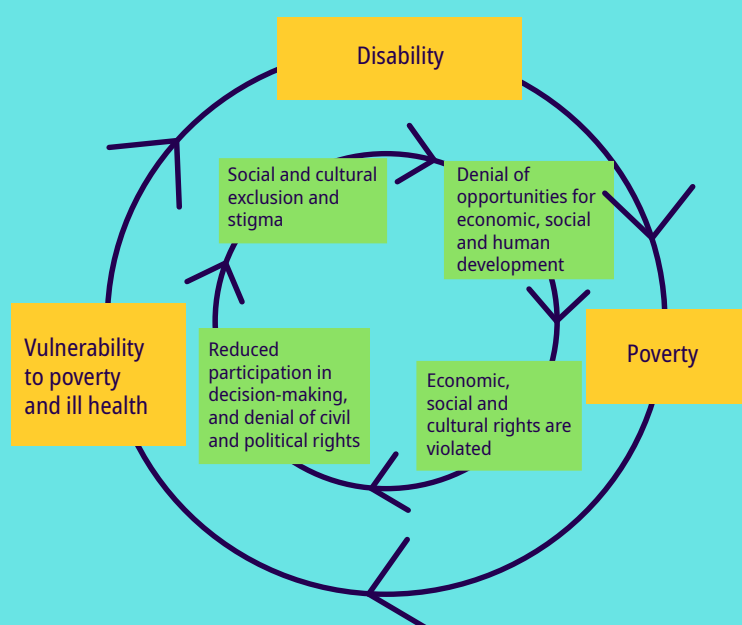 Disability
Social and cultural
exclusion and
stigma
Denial of
opportunities for
economic, social
and human
development
Vulnerability
to poverty
and ill health
Reduced
participation in
decision-making,
and denial of civil
and political rights
Economic,
social and
cultural rights are
violated
Poverty